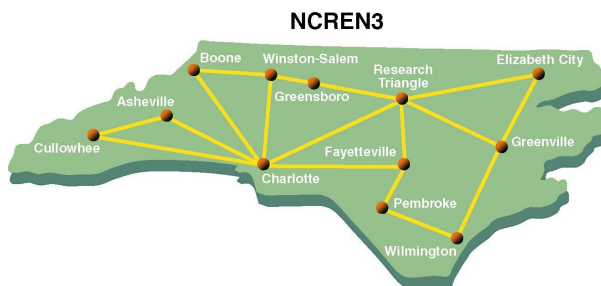 NCREN3
Boone
Winston-Salem
Greensboro
Research
Triangle
Elizabeth City
Asheville
Cullowhee
Charlotte
Fayetteville
Greenville
Pembroke
Wilmington